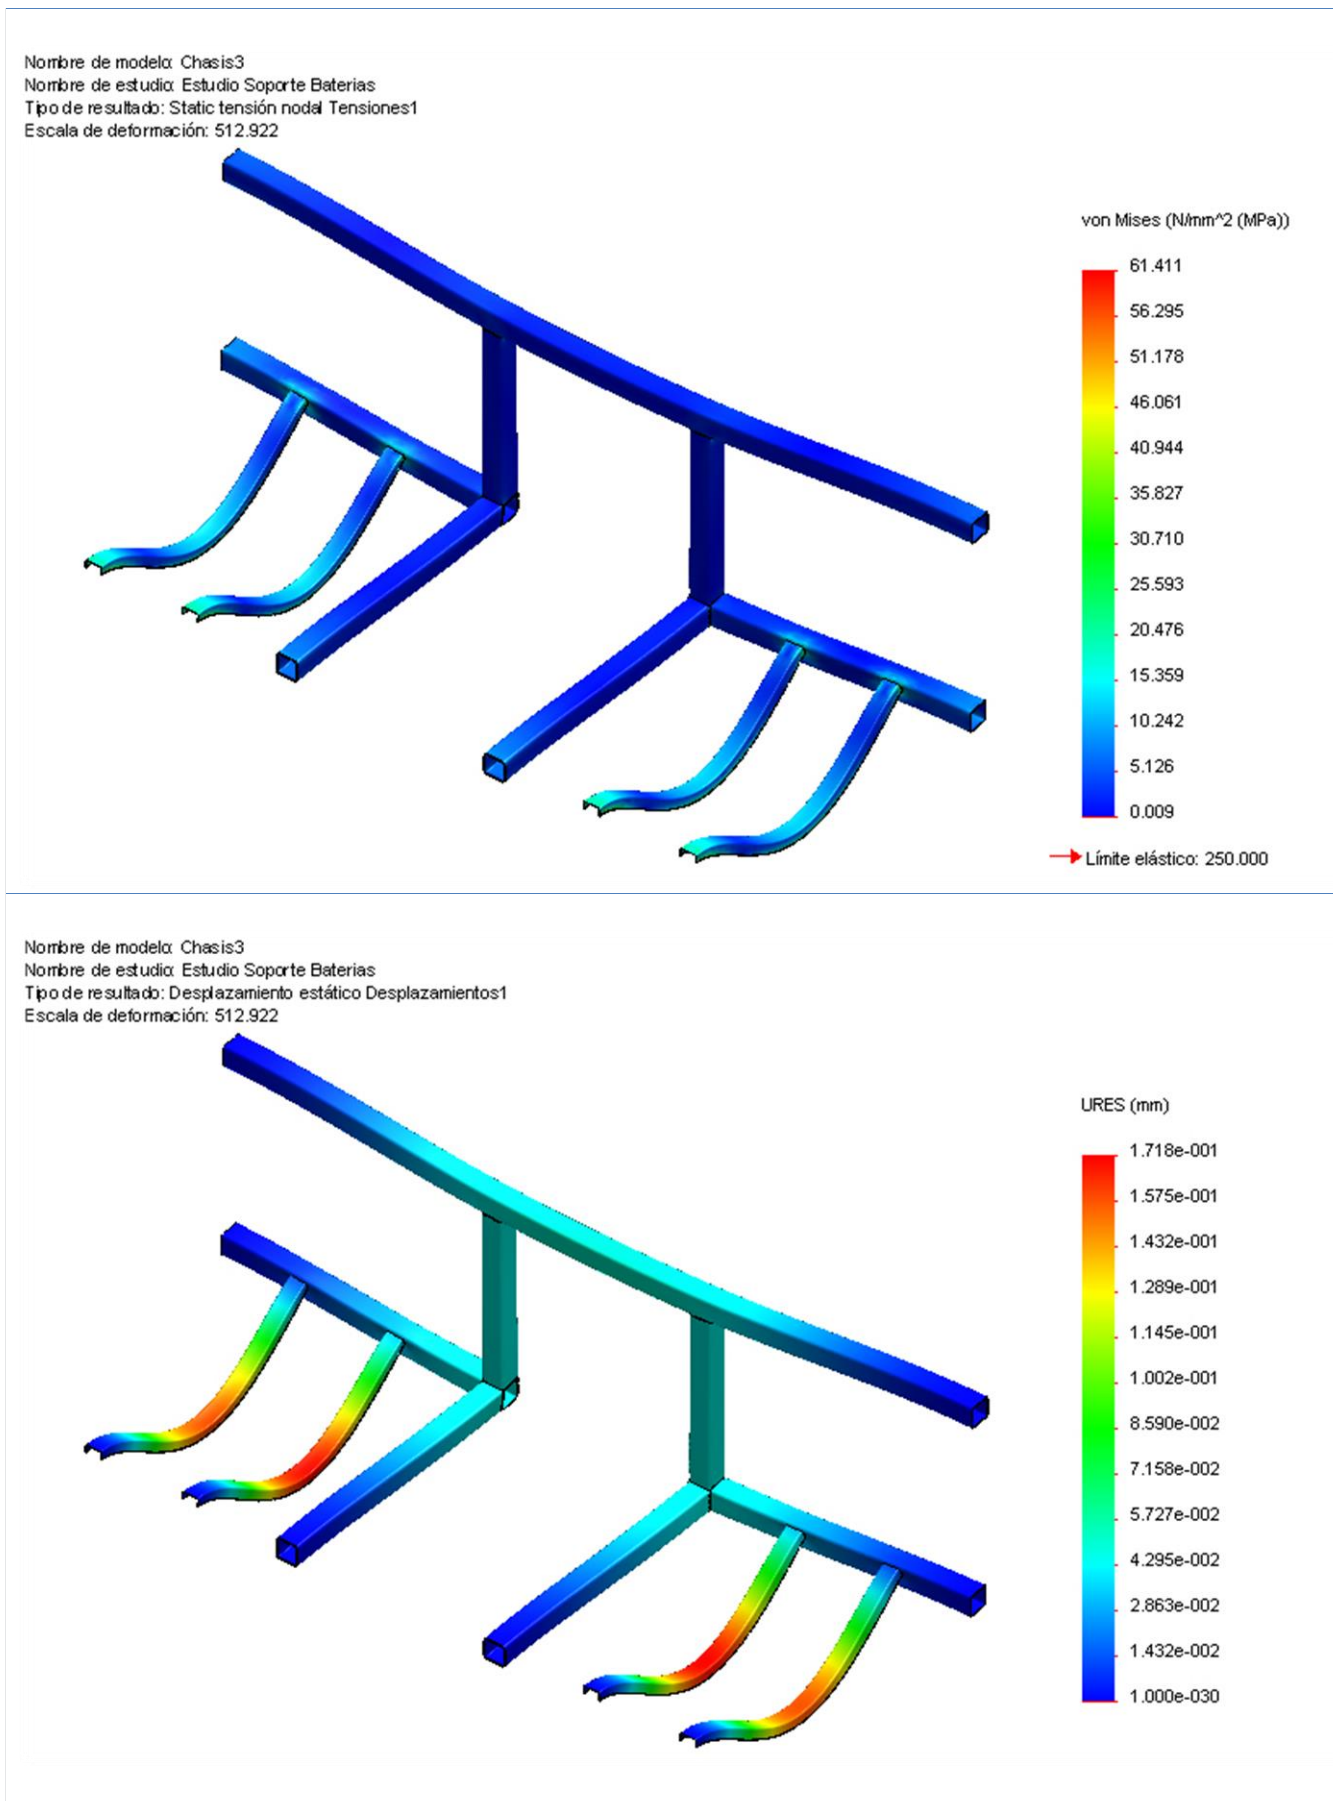 Nombre de modelo: Chasis3
Nombre de estudio: Estudio Soporte Baterias
Tipo de resultado: Static tensión nodal Tensiones1
Escala de deformación: 512.922
von Mises (N/mm^2 (MPa))
61.411
56.295
51.178
46.061
40.944
35.827
30.710
25.593
20.476
15.359
10.242
5.126
0.009
Límite elástico: 250.000
Nombre de modelo: Chasis3
Nombre de estudio: Estudio Soporte Baterias
Tipo de resultado: Desplazamiento estático Desplazamientos1
Escala de deformación: 512.922
URES (mm)
1.718e-001
1.575e-001
1.432e-001
1.289e-001
1.145e-001
1.002e-001
8.590e-002
7.158e-002
5.727e-002
4.295e-002
2.863e-002
1.432e-002
1.000e-030